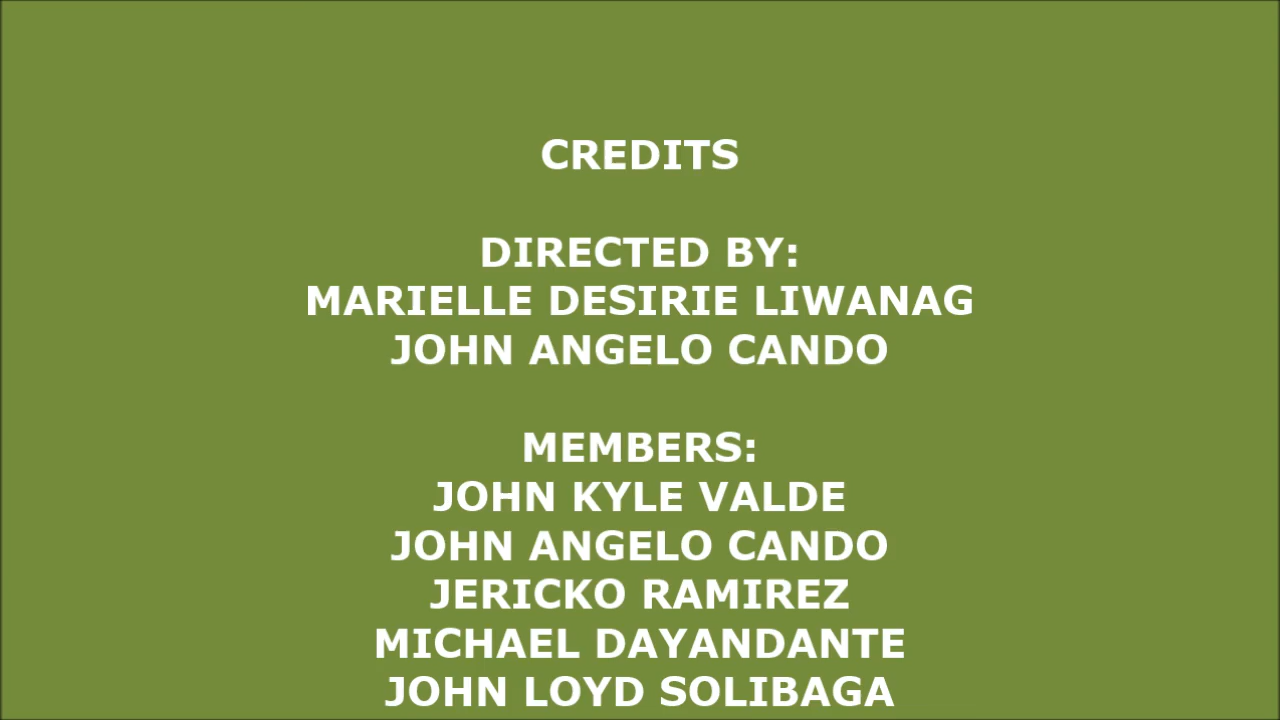 CREDITS
DIRECTED BY:
MARIELLE DESIRIE LIWANAG
JOHN ANGELO CANDO
MEMBERS:
JOHN KYLE VALDE
JOHN ANGELO CANDO
JERICKO RAMIREZ
MICHAEL DAYANDANTE
JOHN LOYD SOLIBAGA